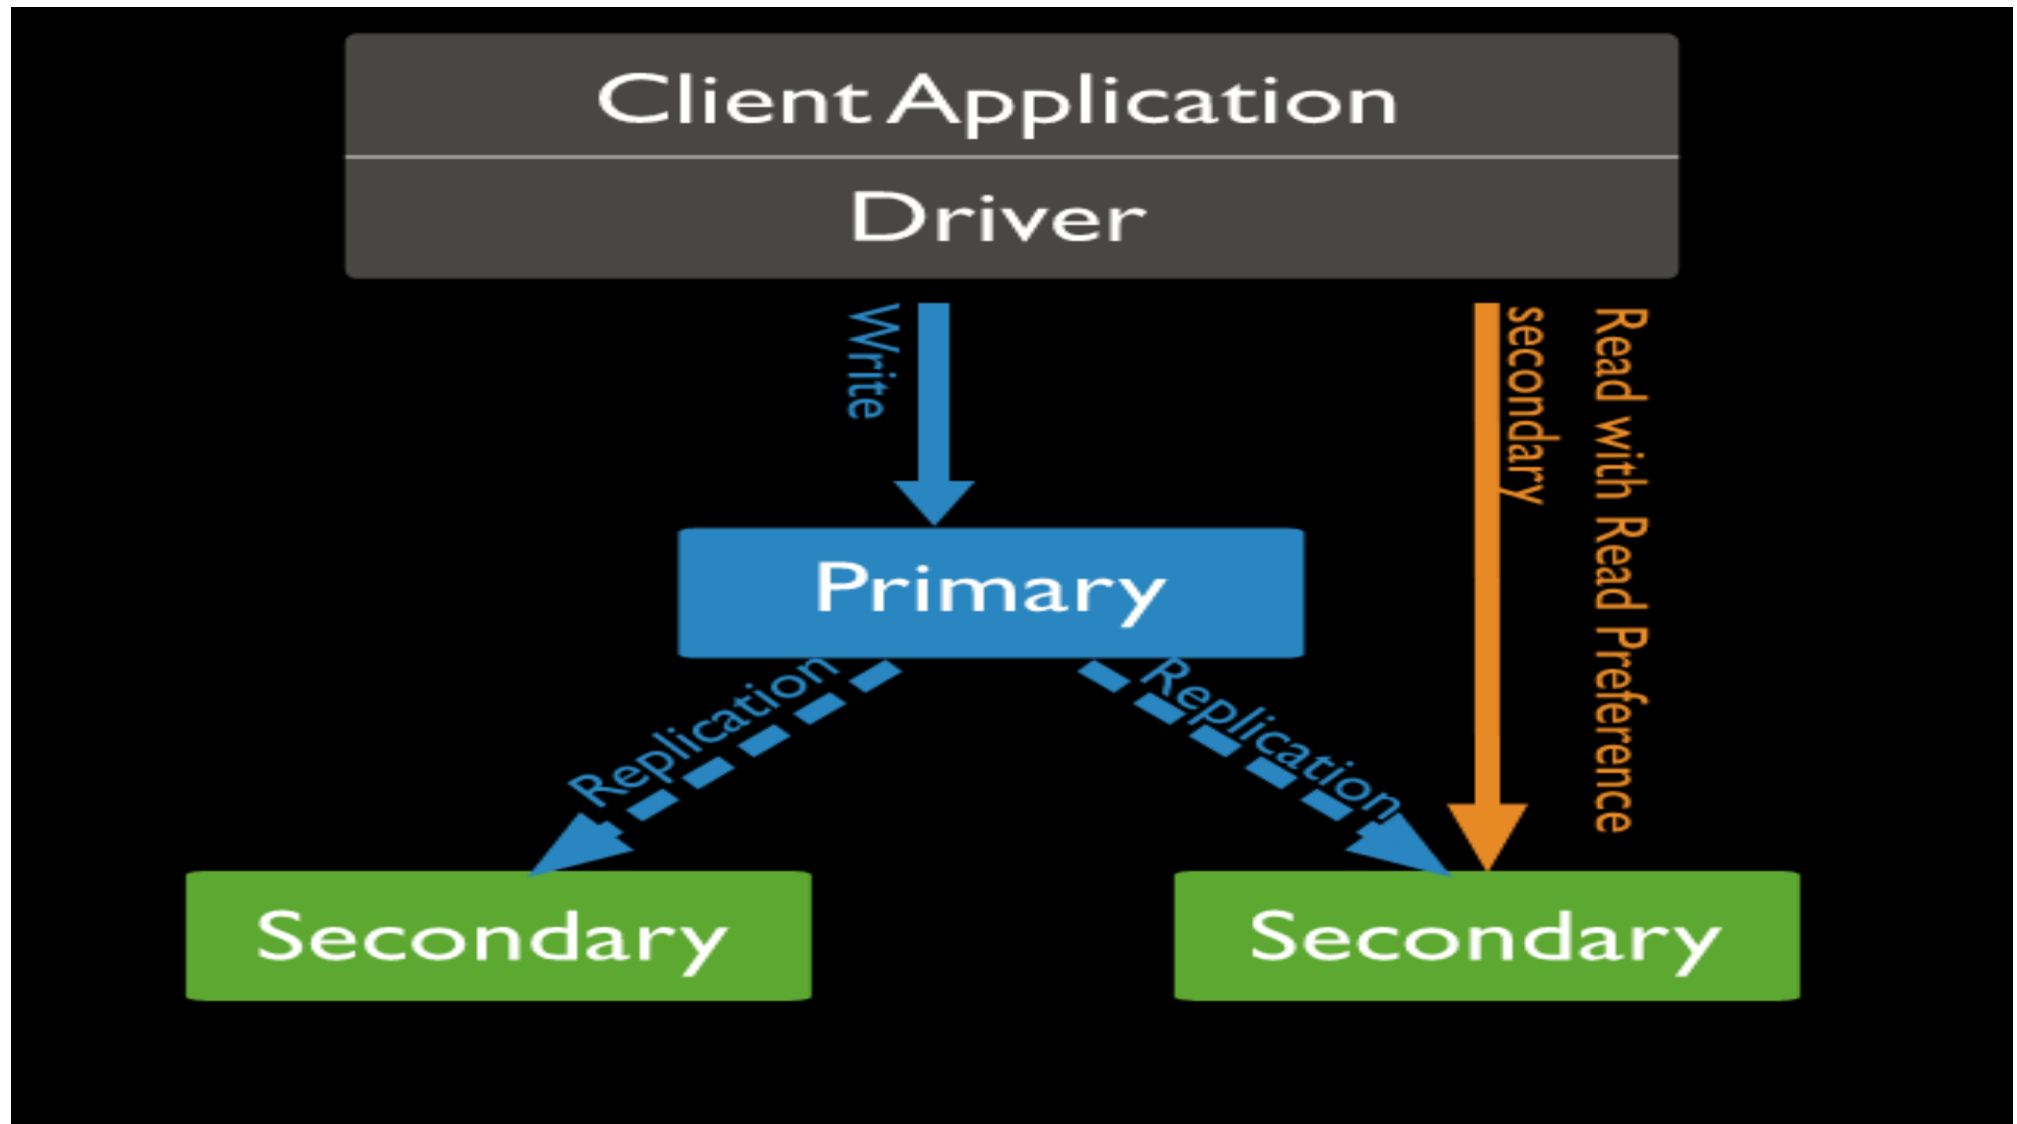 Client Application
Driver
Write
Read with Read Preference
secondary
Primary
Replication
Replication
Secondary
Secondary